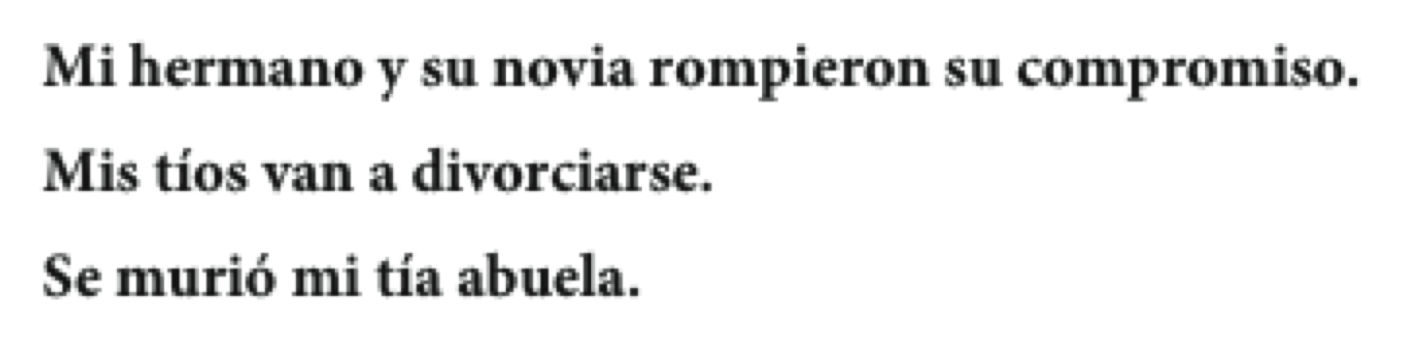 Mi hermano y su novia rompieron su compromiso.
Mis tíos van a divorciarse.
Se murió mi tía abuela.